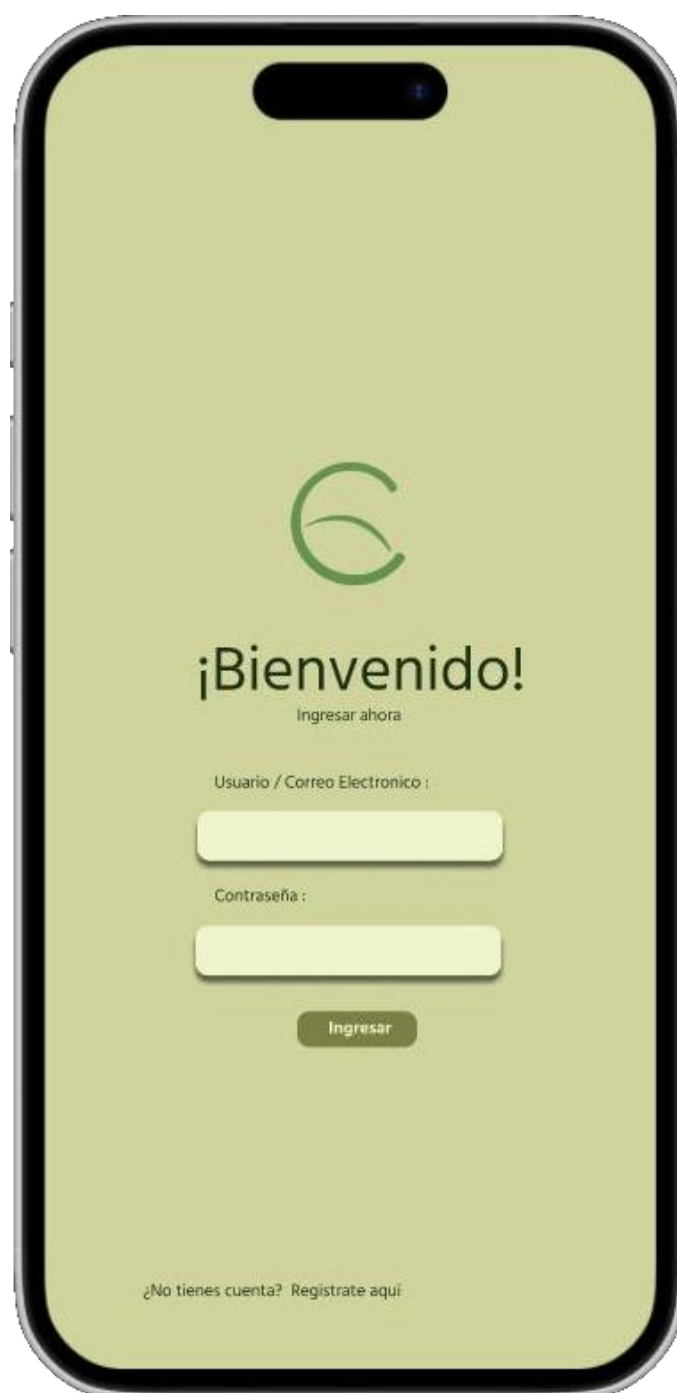 ¡Bienvenido!
Ingresar ahora
Usuario / Correo Electronico :
Contraseña :
Ingresar
¿No tienes cuenta? Registrate aquí